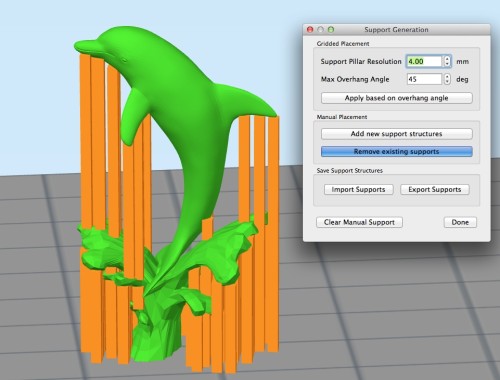 Support Generation
Gridded Placement
Support Pillar Resolution 4.00 mm
Max Overhang Angle 45 deg
Apply based on overhang angle
Manual Placement
Add new support structures
Remove existing supports
Save Support Structures
Import Supports Export Supports
Clear Manual Support Done